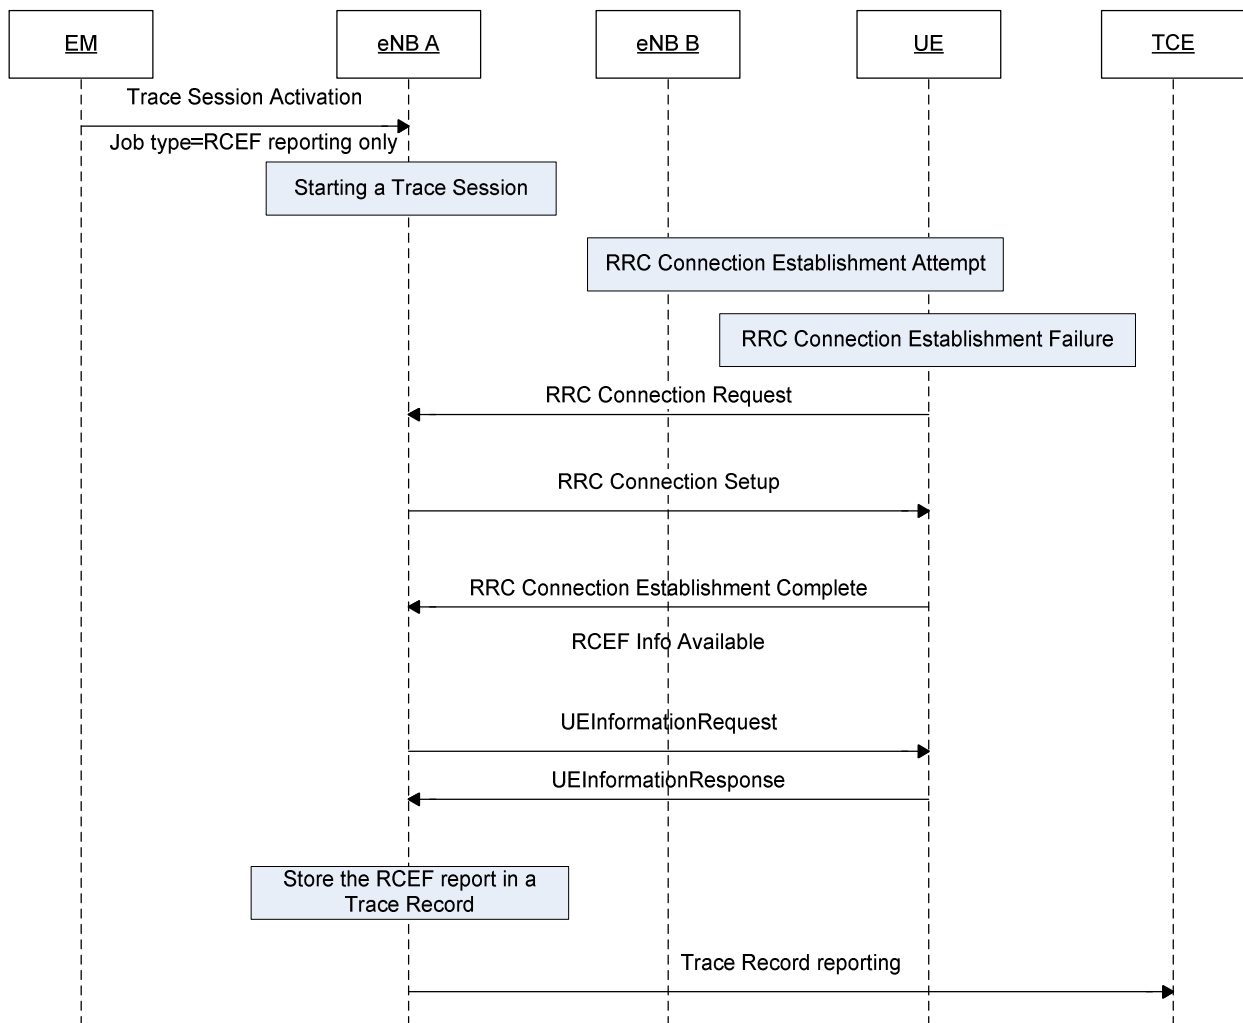 EM
eNB A
eNB B
UE
TCE
Trace Session Activation
Job type=RCEF reporting only
Starting a Trace Session
RRC Connection Establishment Attempt
RRC Connection Establishment Failure
RRC Connection Request
RRC Connection Setup
RRC Connection Establishment Complete
RCEF Info Available
UEInformationRequest
UEInformationResponse
Store the RCEF report in a
Trace Record
Trace Record reporting